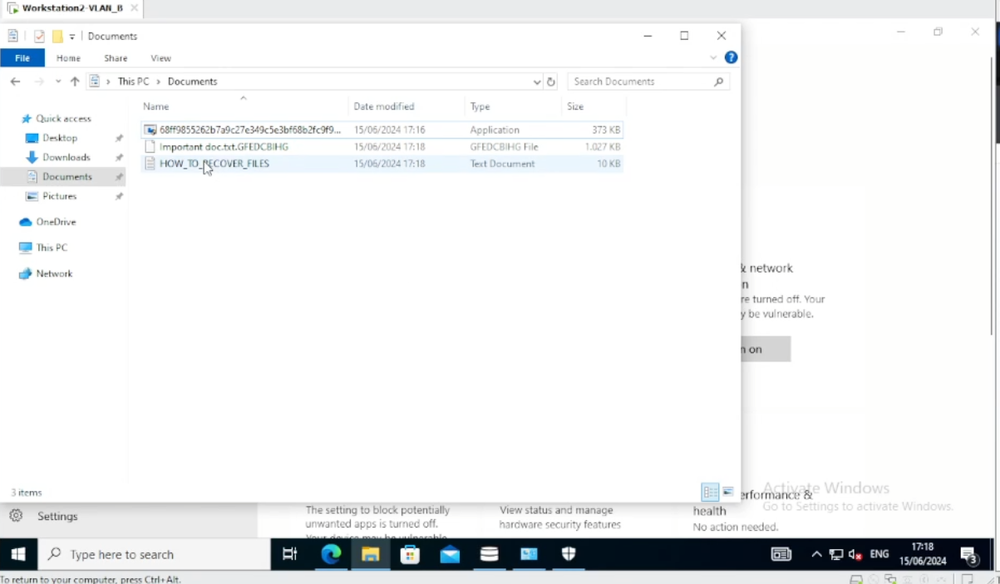 Workstation2-VLAN_B
Documents
File Home Share View
This PC > Documents
Search Documents
Name Date modified Type Size
68ff9855262b7a9c27e349c5e3bf68b2fc9f9... 15/06/2024 17:16 Application 373 KB
Important doc.txt.GFEDCBIHG 15/06/2024 17:18 GFEDCBIHG File 1.027 KB
HOW_TO_RECOVER_FILES 15/06/2024 17:18 Text Document 10 KB
Quick access
Desktop
Downloads
Documents
Pictures
OneDrive
This PC
Network
& network
n
re turned off. Your
y be vulnerable.
n on
3 items
Activate Windows
Go to Settings to activate Windows.
erformance &
health
No action needed.
Settings
The setting to block potentially
unwanted apps is turned off.
Your device may be vulnerable.
View status and manage
hardware security features
Type here to search
ENG
17:18
15/06/2024
3
To return to your computer, press Ctrl+Alt.